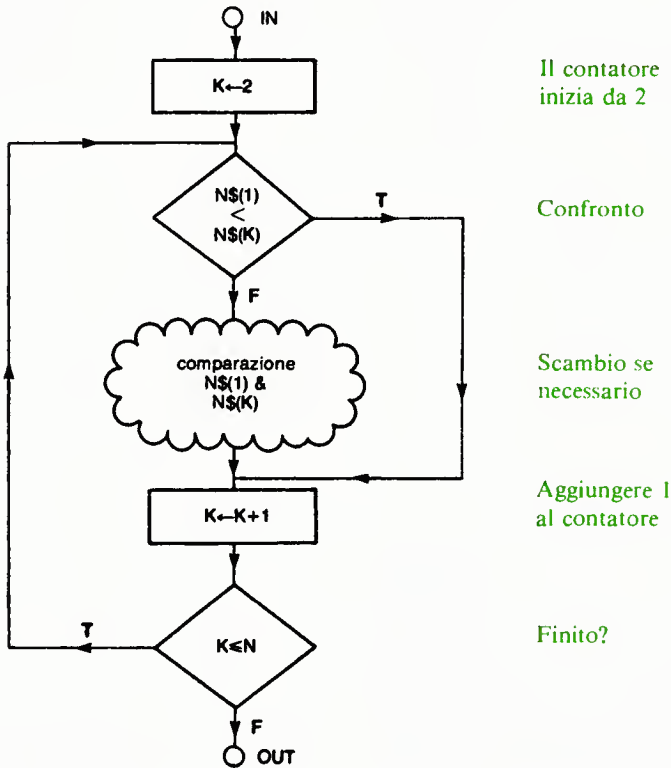 IN
K←2
Il contatore
inizia da 2
N$(1)
<
N$(K)
T
Confronto
F
comparazione
N$(1) &
N$(K)
Scambio se
necessario
K←K+1
Aggiungere 1
al contatore
T
K≤N
Finito?
F
OUT